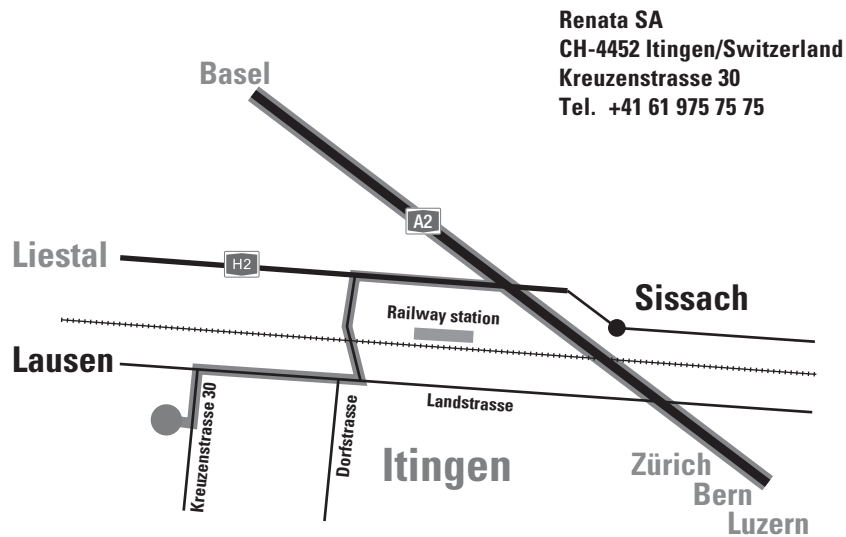 Renata SA
CH-4452 Itingen/Switzerland
Kreuzenstrasse 30
Tel. +41 61 975 75 75
Basel
A2
Liestal
H2
Sissach
Railway station
Lausen
Landstrasse
Kreuzenstrasse 30
Dorfstrasse
Itingen
Zürich
Bern
Luzern